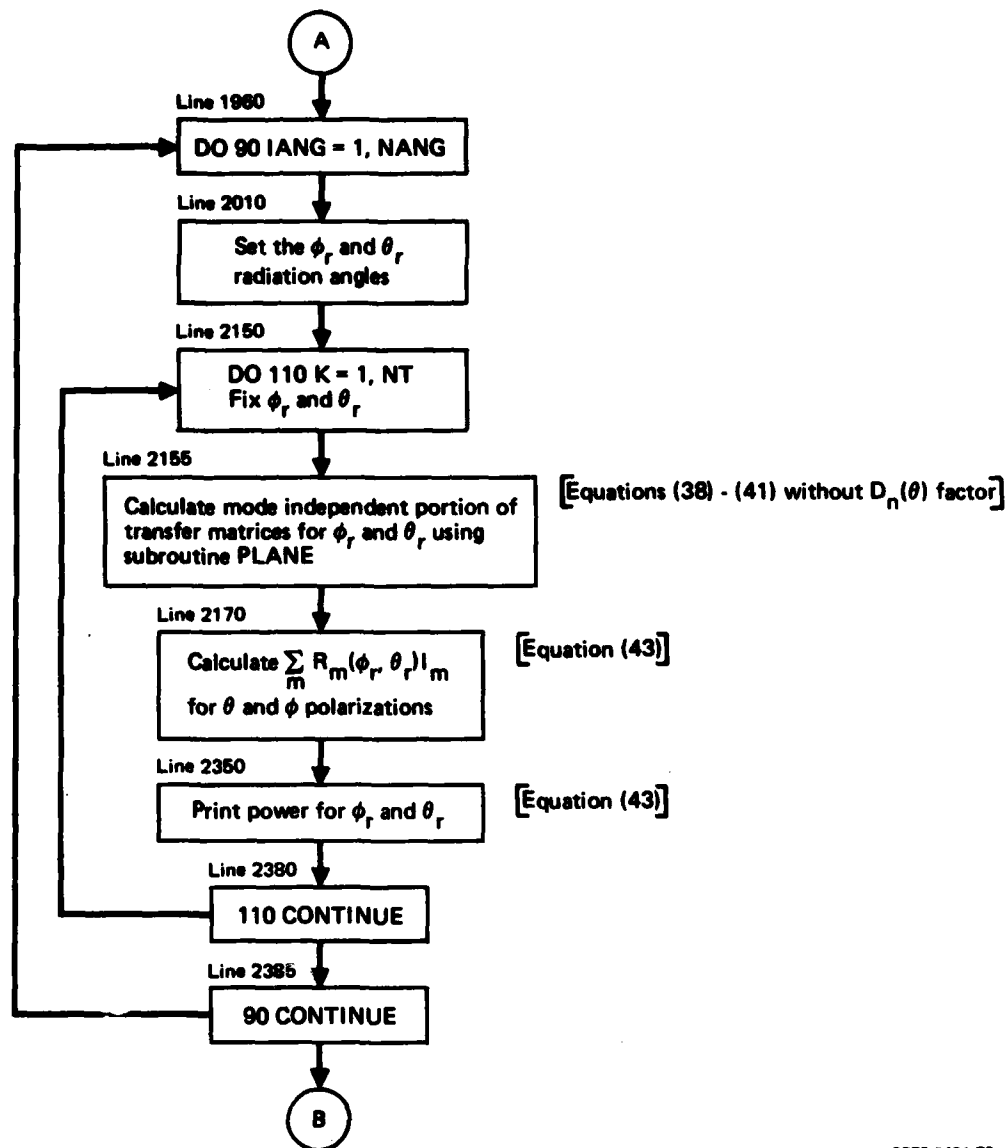 A
Line 1960
DO 90 IANG = 1, NANG
Line 2010
Set the ϕr and θr
radiation angles
Line 2150
DO 110 K = 1, NT
Fix ϕr and θr
Line 2155
Calculate mode independent portion of
transfer matrices for ϕr and θr using
subroutine PLANE
[Equations (38) - (41) without Dn(θ) factor]
Line 2170
Calculate ∑m Rm(ϕr, θr)Im
for θ and ϕ polarizations
[Equation (43)]
Line 2350
Print power for ϕr and θr
[Equation (43)]
Line 2380
110 CONTINUE
Line 2385
90 CONTINUE
B